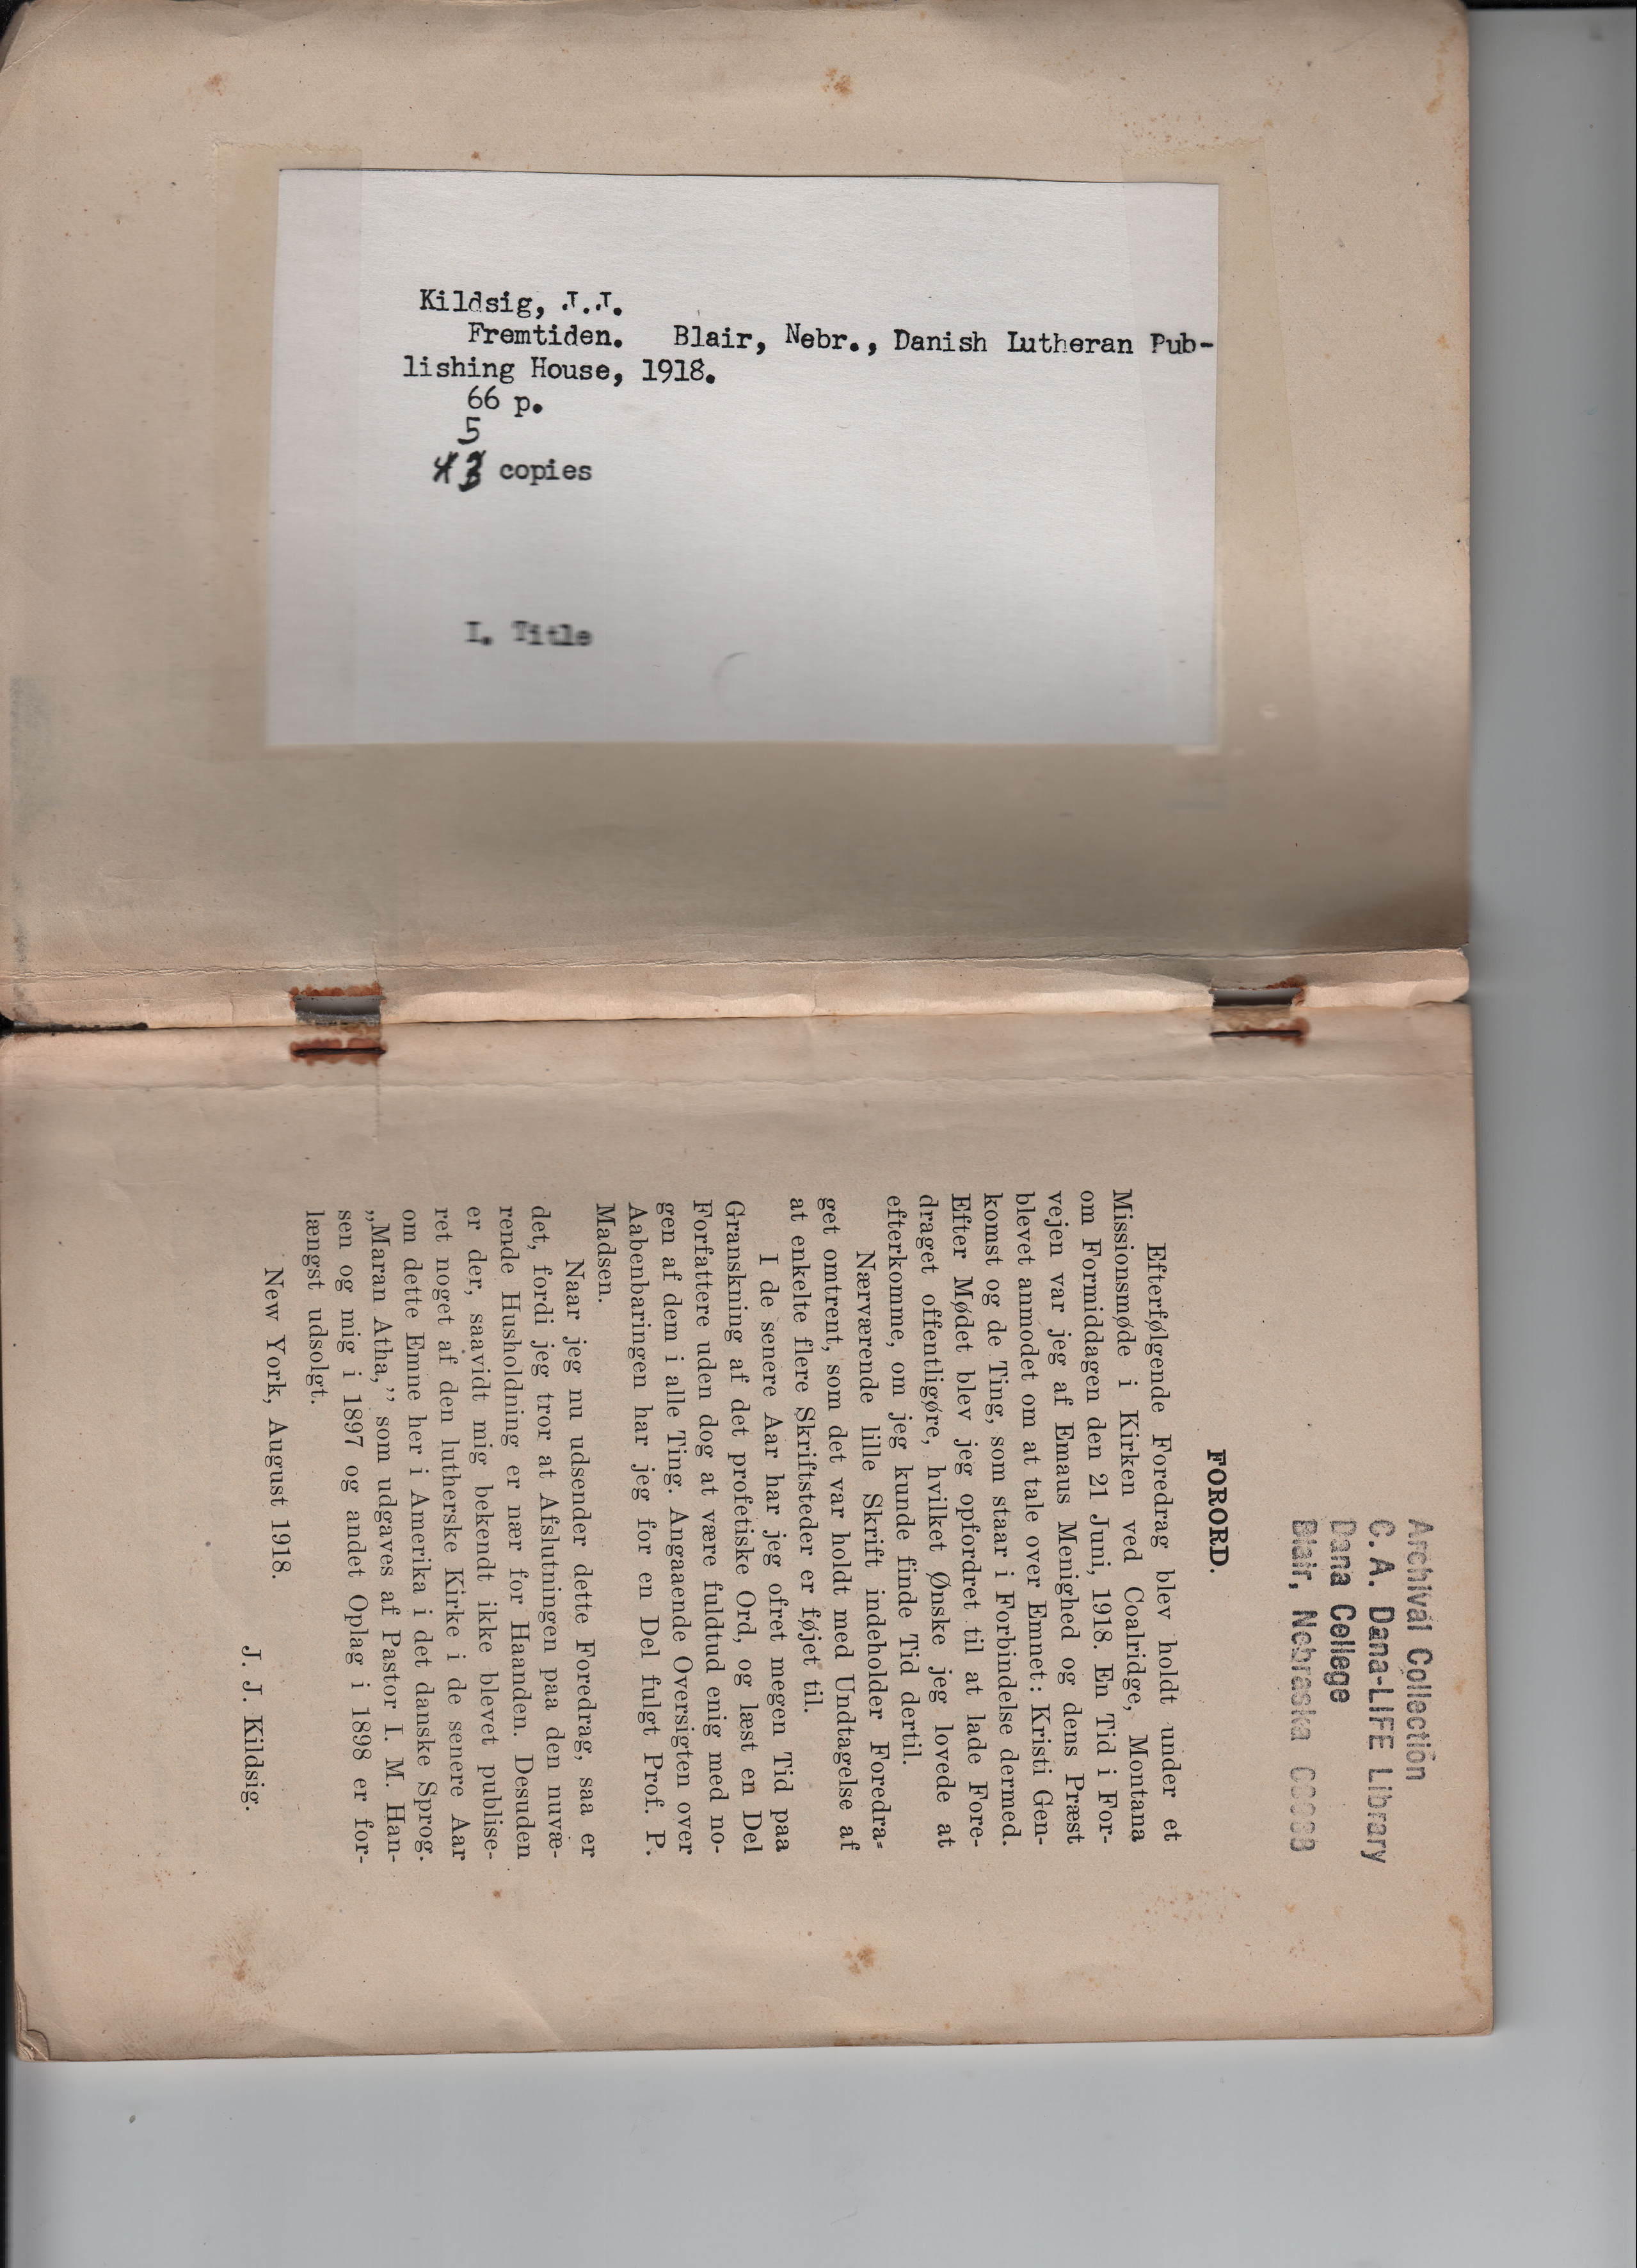 Kildsig, J.J.
Fremtiden. Blair, Nebr., Danish Lutheran Pub-
lishing House, 1918.
66 p.
5
copies
I. Title
Archival Collection
C. A. Dana-LIFE Library
Dana College
Blair, Nebraska
FORORD.
Efterfølgende Foredrag blev holdt under et
Missionsmøde i Kirken ved Coalridge, Montana
om Formiddagen den 21 Juni, 1918. En Tid i For-
vejen var jeg af Emaus Menighed og dens Præst
blevet anmodet om at tale over Emnet: Kristi Gen-
komst og de Ting, som staar i Forbindelse dermed.
Efter Mødet blev jeg opfordret til at lade Fore-
draget offentligøre, hvilket Ønske jeg lovede at
efterkomme, om jeg kunde finde Tid dertil.
Nærværende lille Skrift indeholder Foredra-
get omtrent, som det var holdt med Undtagelse af
at enkelte flere Skriftsteder er føjet til.
I de senere Aar har jeg ofret megen Tid paa
Granskning af det profetiske Ord, og læst en Del
Forfattere uden dog at være fuldtud enig med no-
gen af dem i alle Ting. Angaaende Oversigten over
Aabenbaringen har jeg for en Del fulgt Prof. P.
Madsen.
Naar jeg nu udsender dette Foredrag, saa er
det, fordi jeg tror at Afslutningen paa den nuvæ-
rende Husholdning er nær for Haanden. Desuden
er der, saavidt mig bekendt ikke blevet publise-
ret noget af den lutherske Kirke i de senere Aar
om dette Emne her i Amerika i det danske Sprog.
„Maran Atha,” som udgaves af Pastor I. M. Han-
sen og mig i 1897 og andet Oplag i 1898 er for-
længst udsolgt.
New York, August 1918.
J. J. Kildsig.